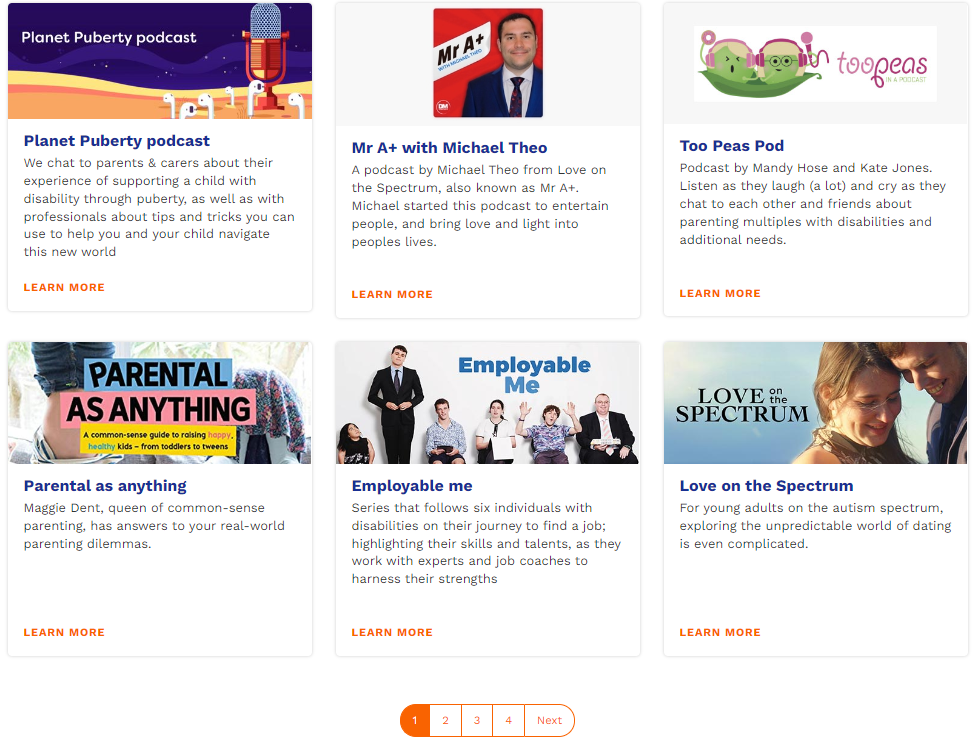 Planet Puberty podcast
Planet Puberty podcast
We chat to parents & carers about their
experience of supporting a child with
disability through puberty, as well as with
professionals about tips and tricks you can
use to help you and your child navigate
this new world
LEARN MORE
Mr A+
WITH MICHAEL THEO
Mr A+ with Michael Theo
A podcast by Michael Theo from Love on
the Spectrum, also known as Mr A+.
Michael started this podcast to entertain
people, and bring love and light into
peoples lives.
LEARN MORE
toopeas
IN A PODCAST
Too Peas Pod
Podcast by Mandy Hose and Kate Jones.
Listen as they laugh (a lot) and cry as they
chat to each other and friends about
parenting multiples with disabilities and
additional needs.
LEARN MORE
PARENTAL
AS ANYTHING
A common-sense guide to raising happy,
healthy kids – from toddlers to tweens
Parental as anything
Maggie Dent, queen of common-sense
parenting, has answers to your real-world
parenting dilemmas.
LEARN MORE
Employable
Me
Employable me
Series that follows six individuals with
disabilities on their journey to find a job;
highlighting their skills and talents, as they
work with experts and job coaches to
harness their strengths
LEARN MORE
LOVE on the
SPECTRUM
Love on the Spectrum
For young adults on the autism spectrum,
exploring the unpredictable world of dating
is even complicated.
LEARN MORE
1 2 3 4 Next